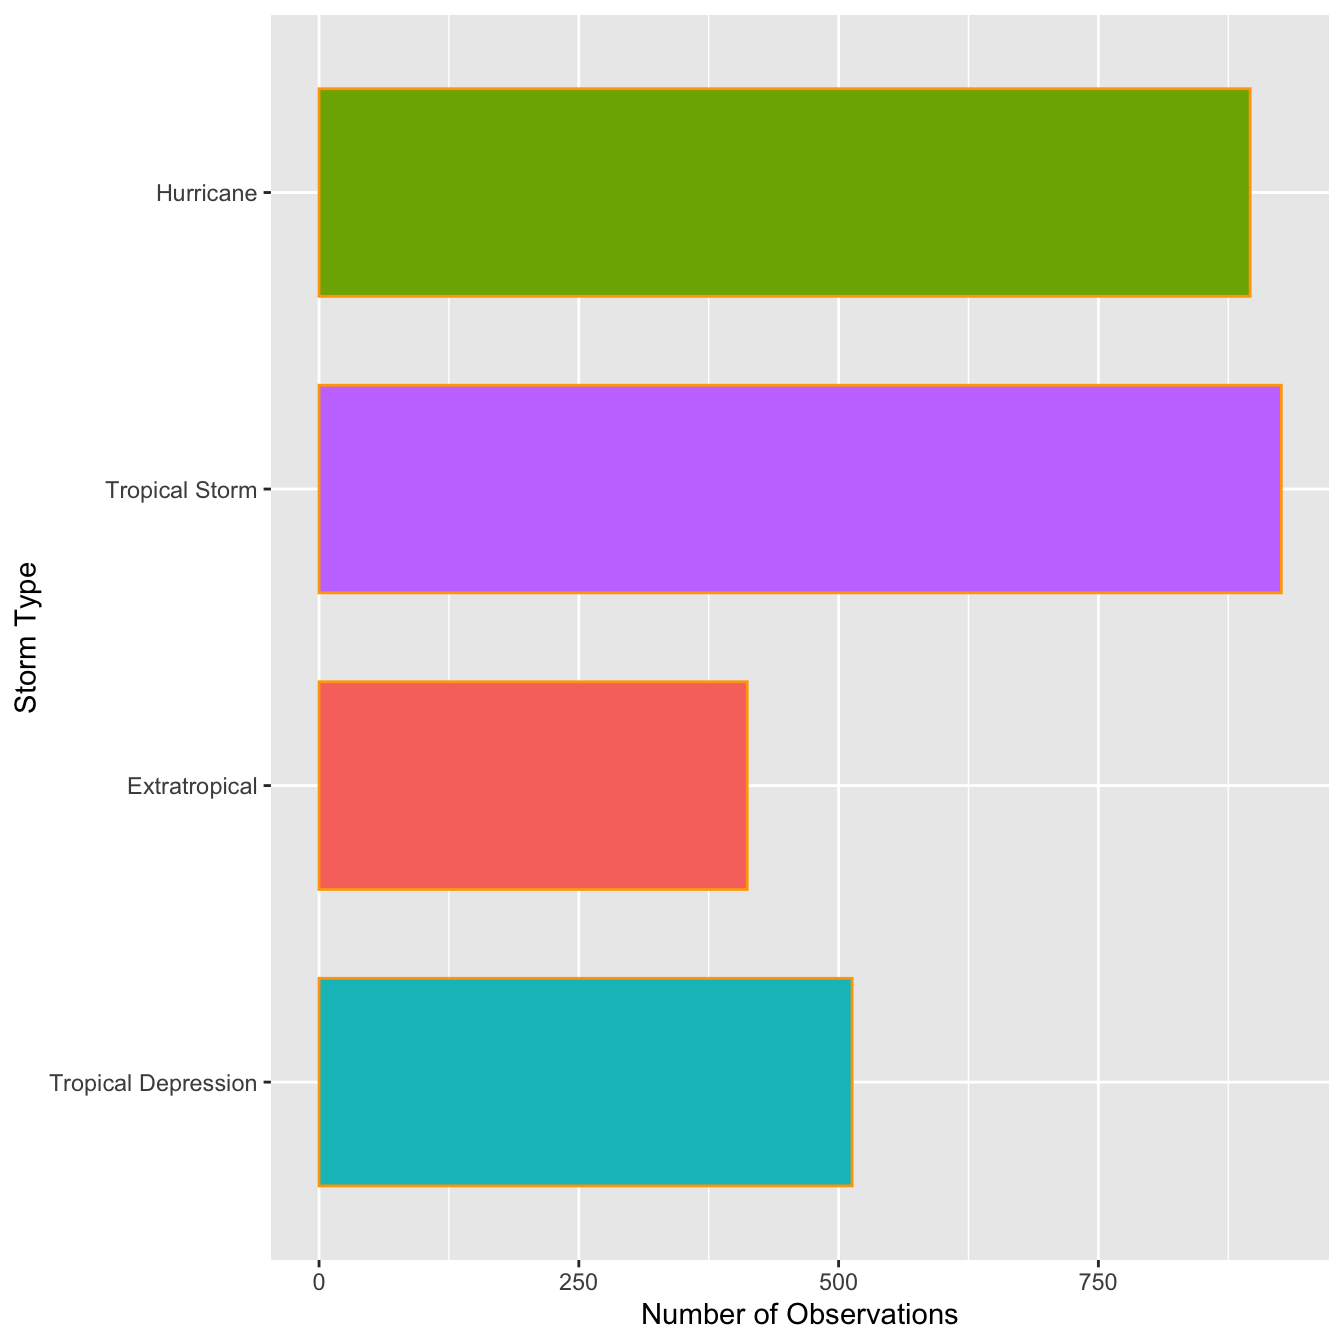 Hurricane
Tropical Storm
Storm Type
Extratropical
Tropical Depression
0 250 500 750
Number of Observations